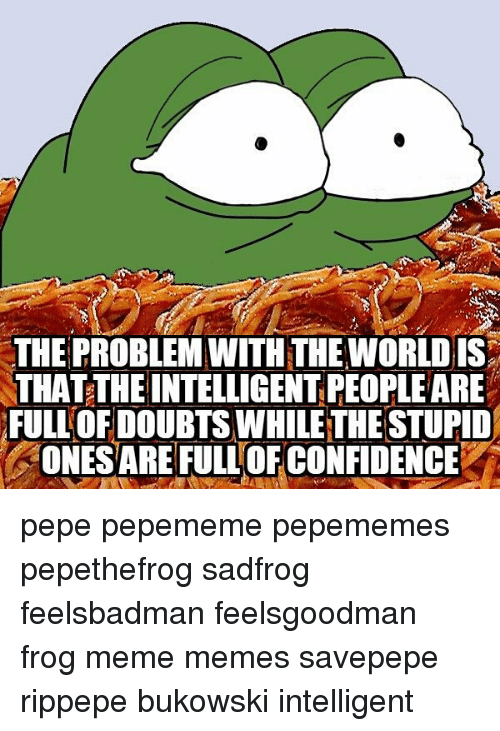 THE PROBLEM WITH THE WORLD IS
THAT THE INTELLIGENT PEOPLE ARE
FULL OF DOUBTS WHILE THE STUPID
ONES ARE FULL OF CONFIDENCE
pepe pepememe pepememes
pepethefrog sadfrog
feelsbadman feelsgoodman
frog meme memes savepepe
rippepe bukowski intelligent